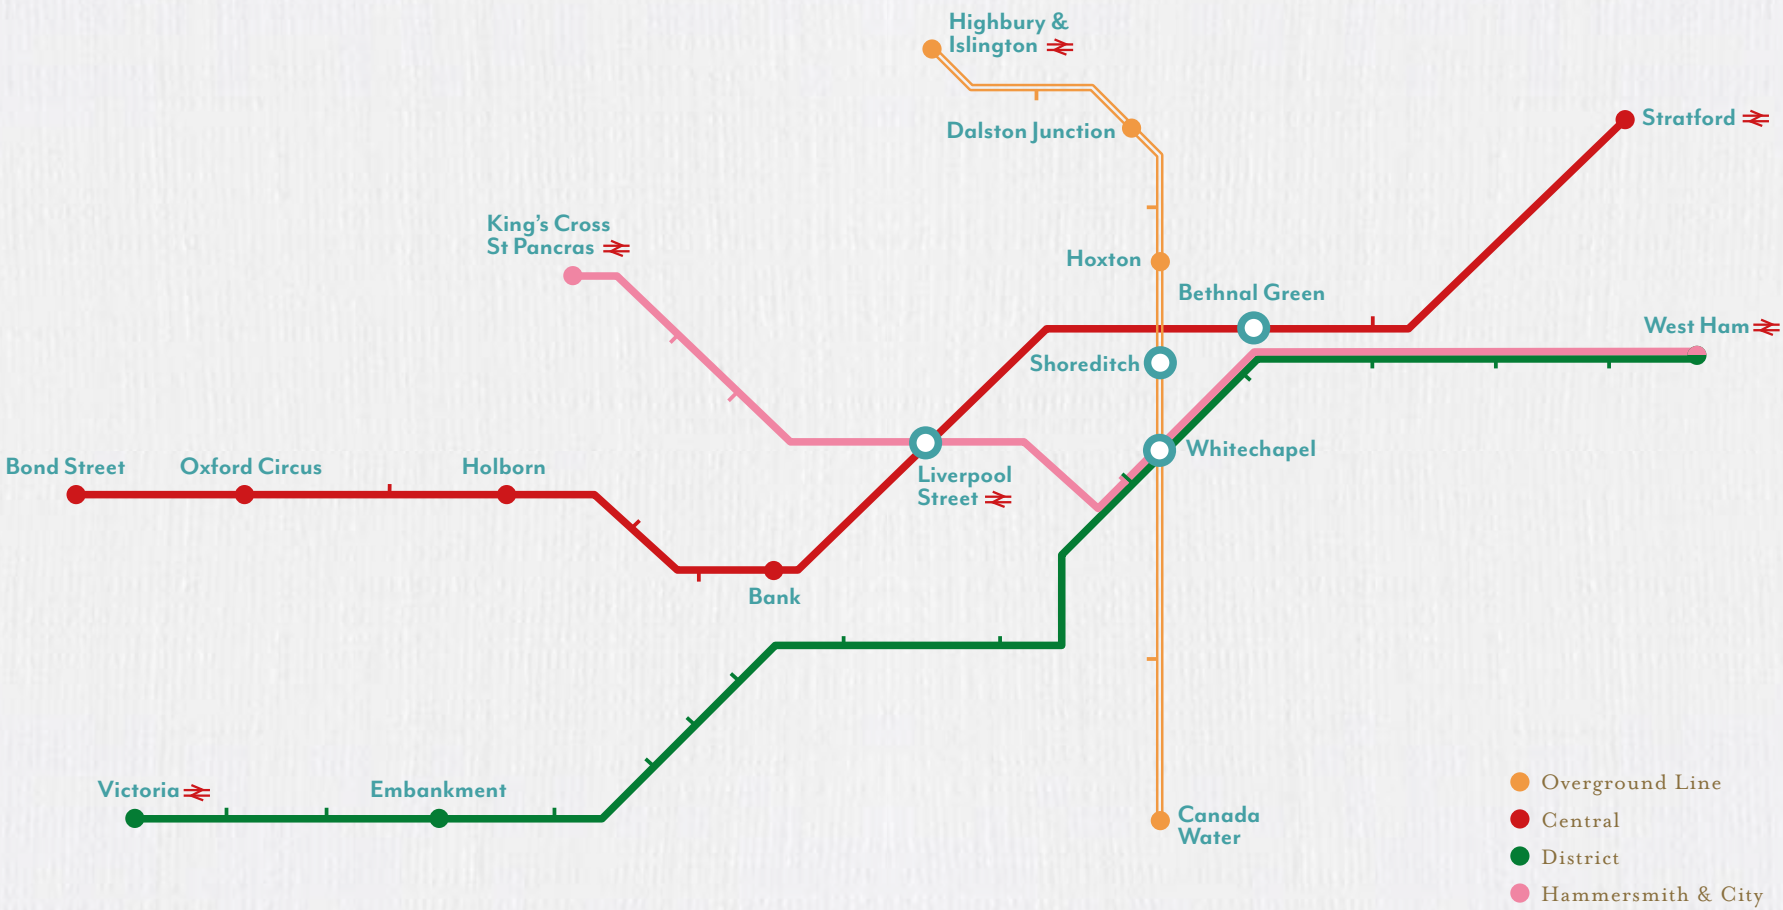 Highbury &
Islington
Dalston Junction
Stratford
King's Cross
St Pancras
Hoxton
Bethnal Green
West Ham
Shoreditch
Whitechapel
Bond Street
Oxford Circus
Holborn
Liverpool
Street
Bank
Victoria
Embankment
Canada
Water
Overground Line
Central
District
Hammersmith & City